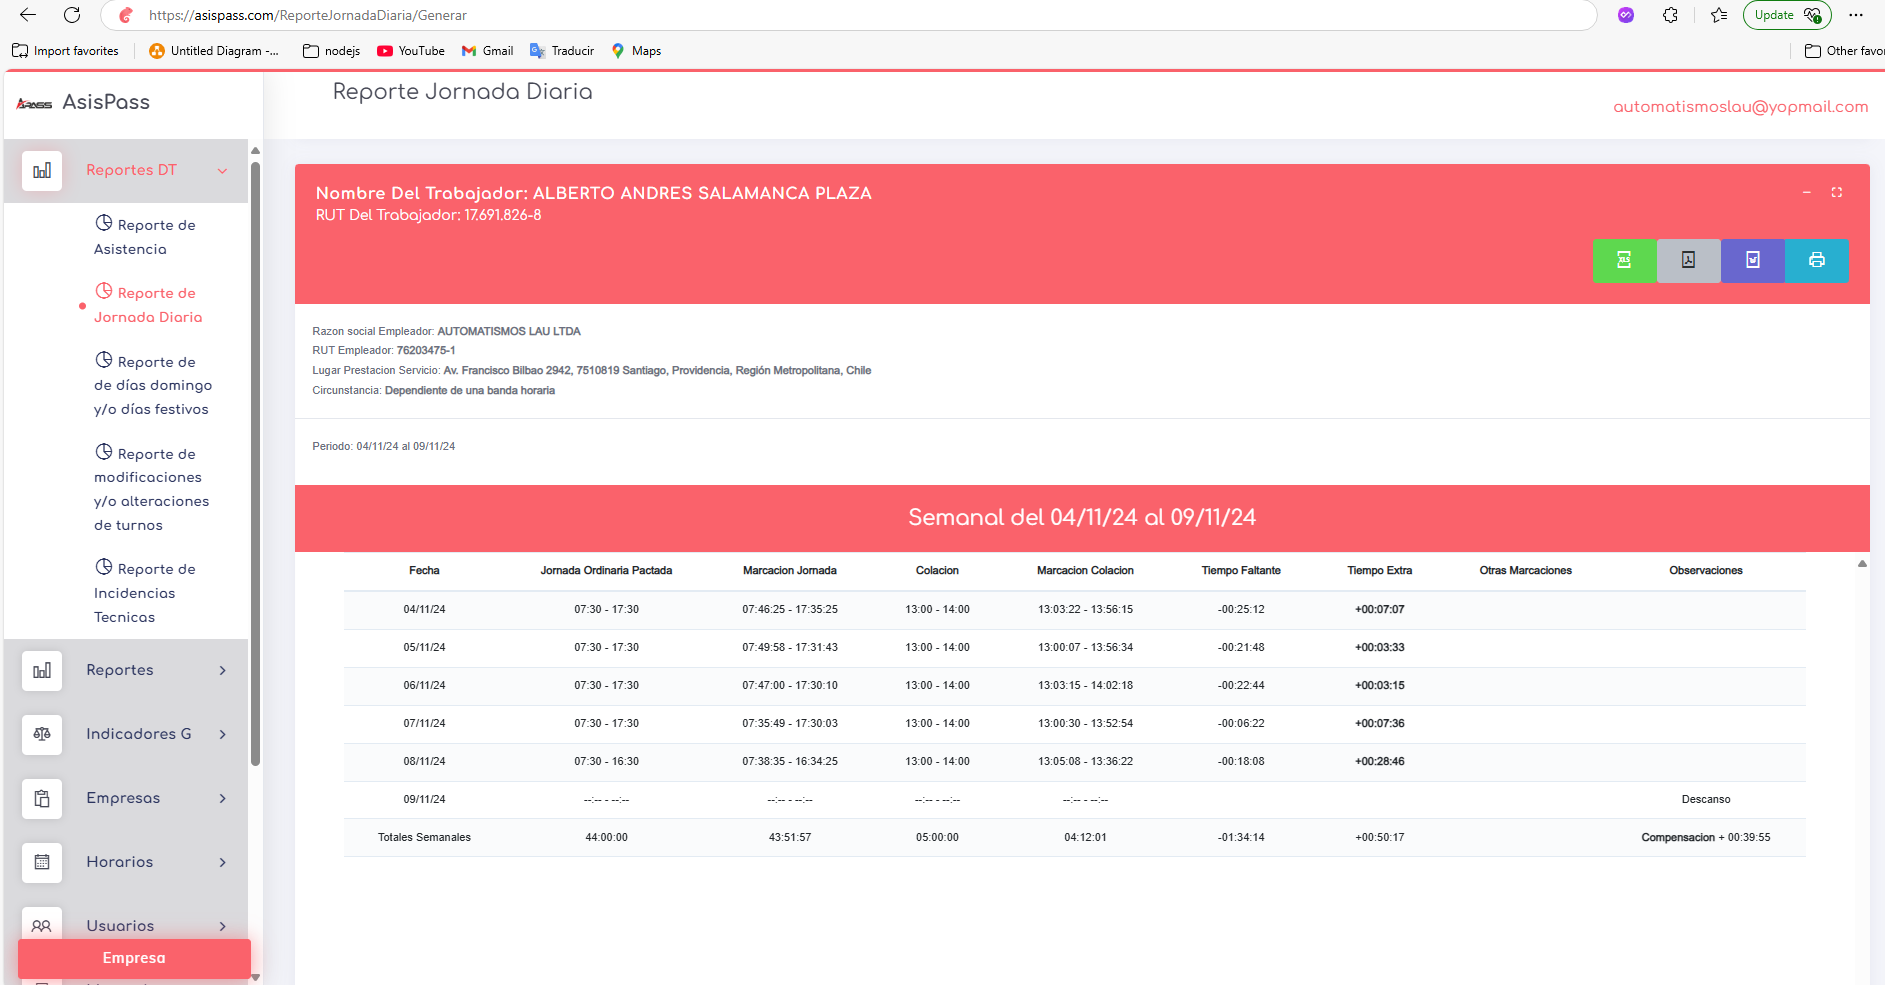 https://asispass.com/ReporteJornadaDiaria/Generar
Update
Import favorites
Untitled Diagram -...
nodejs
YouTube
Gmail
Traducir
Maps
Other favor
AsisPass
Reporte Jornada Diaria
automatismoslau@yopmail.com
Reportes DT
Reporte de
Asistencia
Reporte de
Jornada Diaria
Reporte de
de días domingo
y/o días festivos
Reporte de
modificaciones
y/o alteraciones
de turnos
Reporte de
Incidencias
Tecnicas
Reportes
Indicadores G
Empresas
Horarios
Usuarios
Empresa
Nombre Del Trabajador: ALBERTO ANDRES SALAMANCA PLAZA
RUT Del Trabajador: 17.691.826-8
XLS
Razon social Empleador: AUTOMATISMOS LAU LTDA
RUT Empleador: 76203475-1
Lugar Prestacion Servicio: Av. Francisco Bilbao 2942, 7510819 Santiago, Providencia, Región Metropolitana, Chile
Circunstancia: Dependiente de una banda horaria
Periodo: 04/11/24 al 09/11/24
Semanal del 04/11/24 al 09/11/24
Fecha Jornada Ordinaria Pactada Marcacion Jornada Colacion Marcacion Colacion Tiempo Faltante Tiempo Extra Otras Marcaciones Observaciones
04/11/24 07:30 - 17:30 07:46:25 - 17:35:25 13:00 - 14:00 13:03:22 - 13:56:15 -00:25:12 +00:07:07
05/11/24 07:30 - 17:30 07:49:58 - 17:31:43 13:00 - 14:00 13:00:07 - 13:56:34 -00:21:48 +00:03:33
06/11/24 07:30 - 17:30 07:47:00 - 17:30:10 13:00 - 14:00 13:03:15 - 14:02:18 -00:22:44 +00:03:15
07/11/24 07:30 - 17:30 07:35:49 - 17:30:03 13:00 - 14:00 13:00:30 - 13:52:54 -00:06:22 +00:07:36
08/11/24 07:30 - 16:30 07:38:35 - 16:34:25 13:00 - 14:00 13:05:08 - 13:36:22 -00:18:08 +00:28:46
09/11/24 --:-- - --:-- --:-- - --:-- --:-- - --:-- --:-- - --:-- Descanso
Totales Semanales 44:00:00 43:51:57 05:00:00 04:12:01 -01:34:14 +00:50:17 Compensacion + 00:39:55